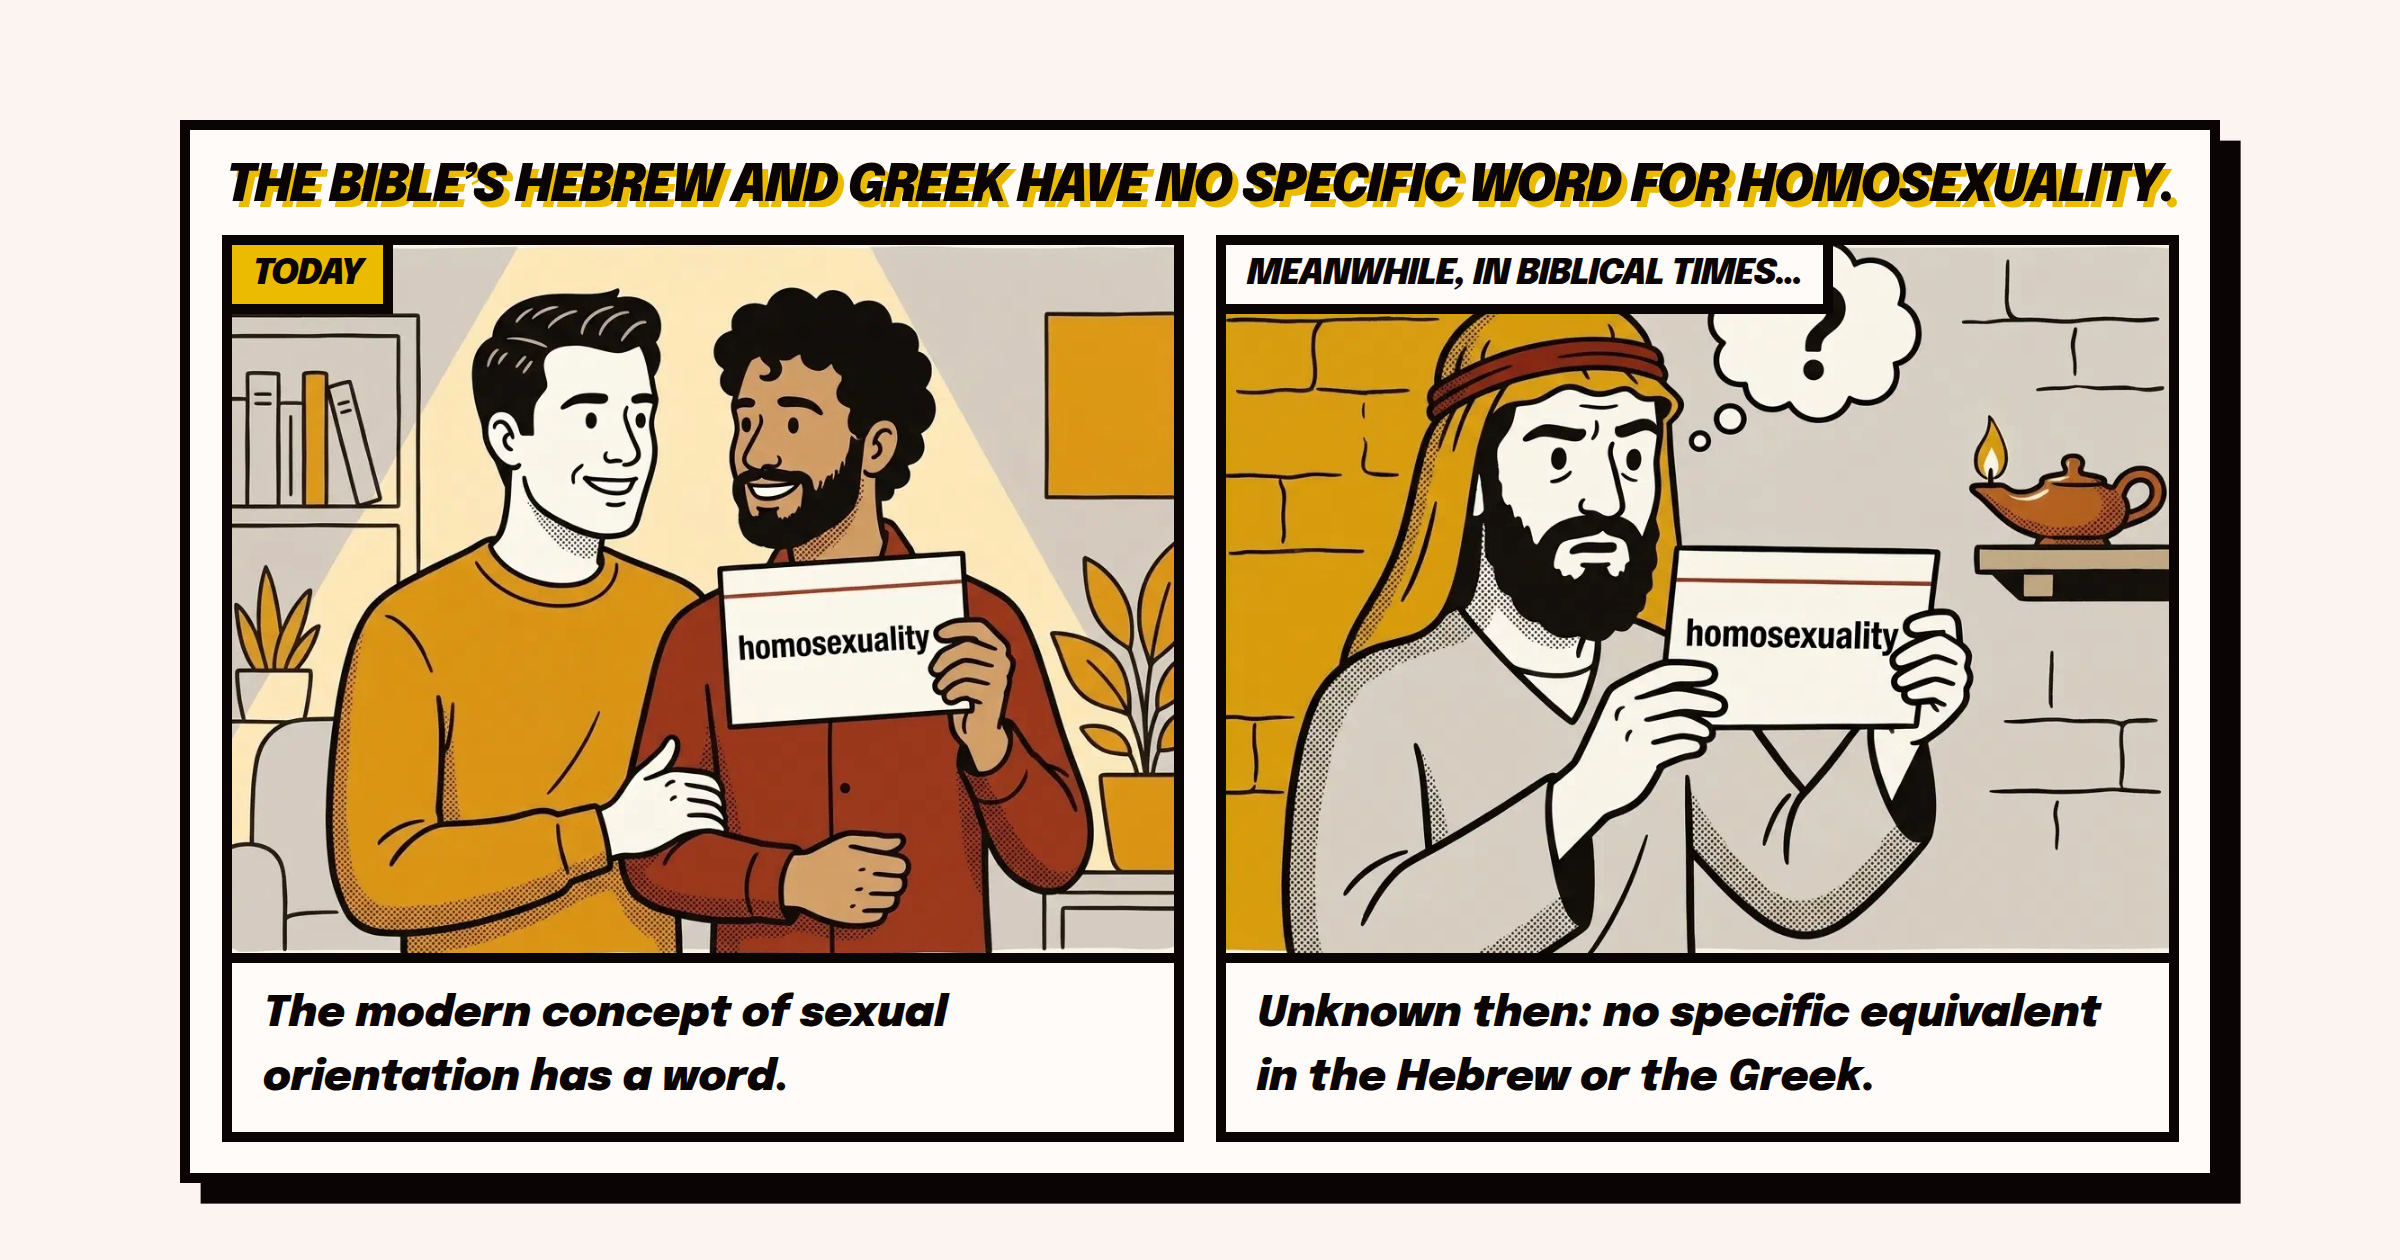 THE BIBLE’S HEBREW AND GREEK HAVE NO SPECIFIC WORD FOR HOMOSEXUALITY.
TODAY
homosexuality
The modern concept of sexual
orientation has a word.
MEANWHILE, IN BIBLICAL TIMES...
?
homosexuality
Unknown then: no specific equivalent
in the Hebrew or the Greek.